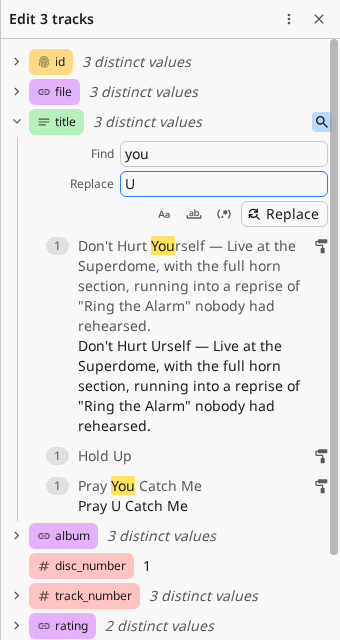 Edit 3 tracks
id 3 distinct values
file 3 distinct values
title 3 distinct values
Find you
Replace U
Aa ab (.*) Replace
1 Don't Hurt Yourself — Live at the
Superdome, with the full horn
section, running into a reprise of
"Ring the Alarm" nobody had
rehearsed.
Don't Hurt Urself — Live at the
Superdome, with the full horn
section, running into a reprise of
"Ring the Alarm" nobody had
rehearsed.
1 Hold Up
1 Pray You Catch Me
Pray U Catch Me
album 3 distinct values
# disc_number 1
# track_number 3 distinct values
rating 2 distinct values